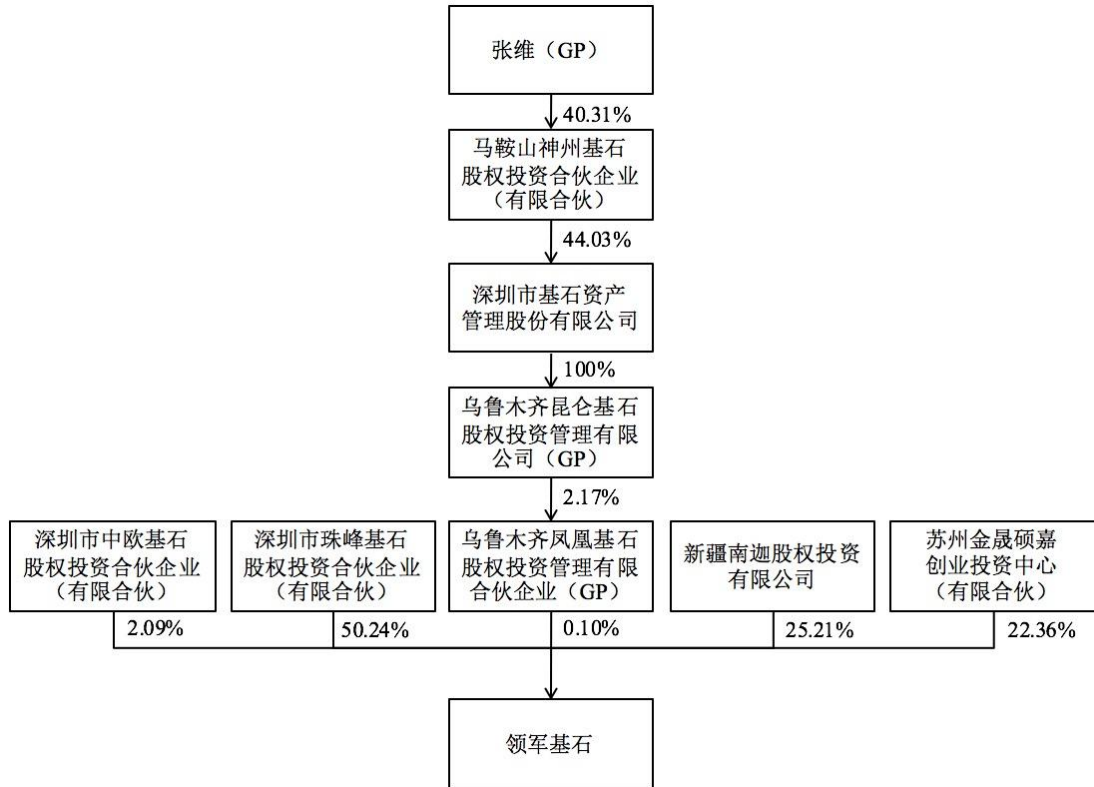 张维（GP）
40.31%
马鞍山神州基石
股权投资合伙企业
（有限合伙）
44.03%
深圳市基石资产
管理股份有限公司
100%
乌鲁木齐昆仑基石
股权投资管理有限
公司（GP）
2.17%
深圳市中欧基石
股权投资合伙企业
（有限合伙）
深圳市珠峰基石
股权投资合伙企业
（有限合伙）
乌鲁木齐凤凰基石
股权投资管理有限
合伙企业（GP）
新疆南迦股权投资
有限公司
苏州金晟硕嘉
创业投资中心
（有限合伙）
2.09%
50.24%
0.10%
25.21%
22.36%
领军基石